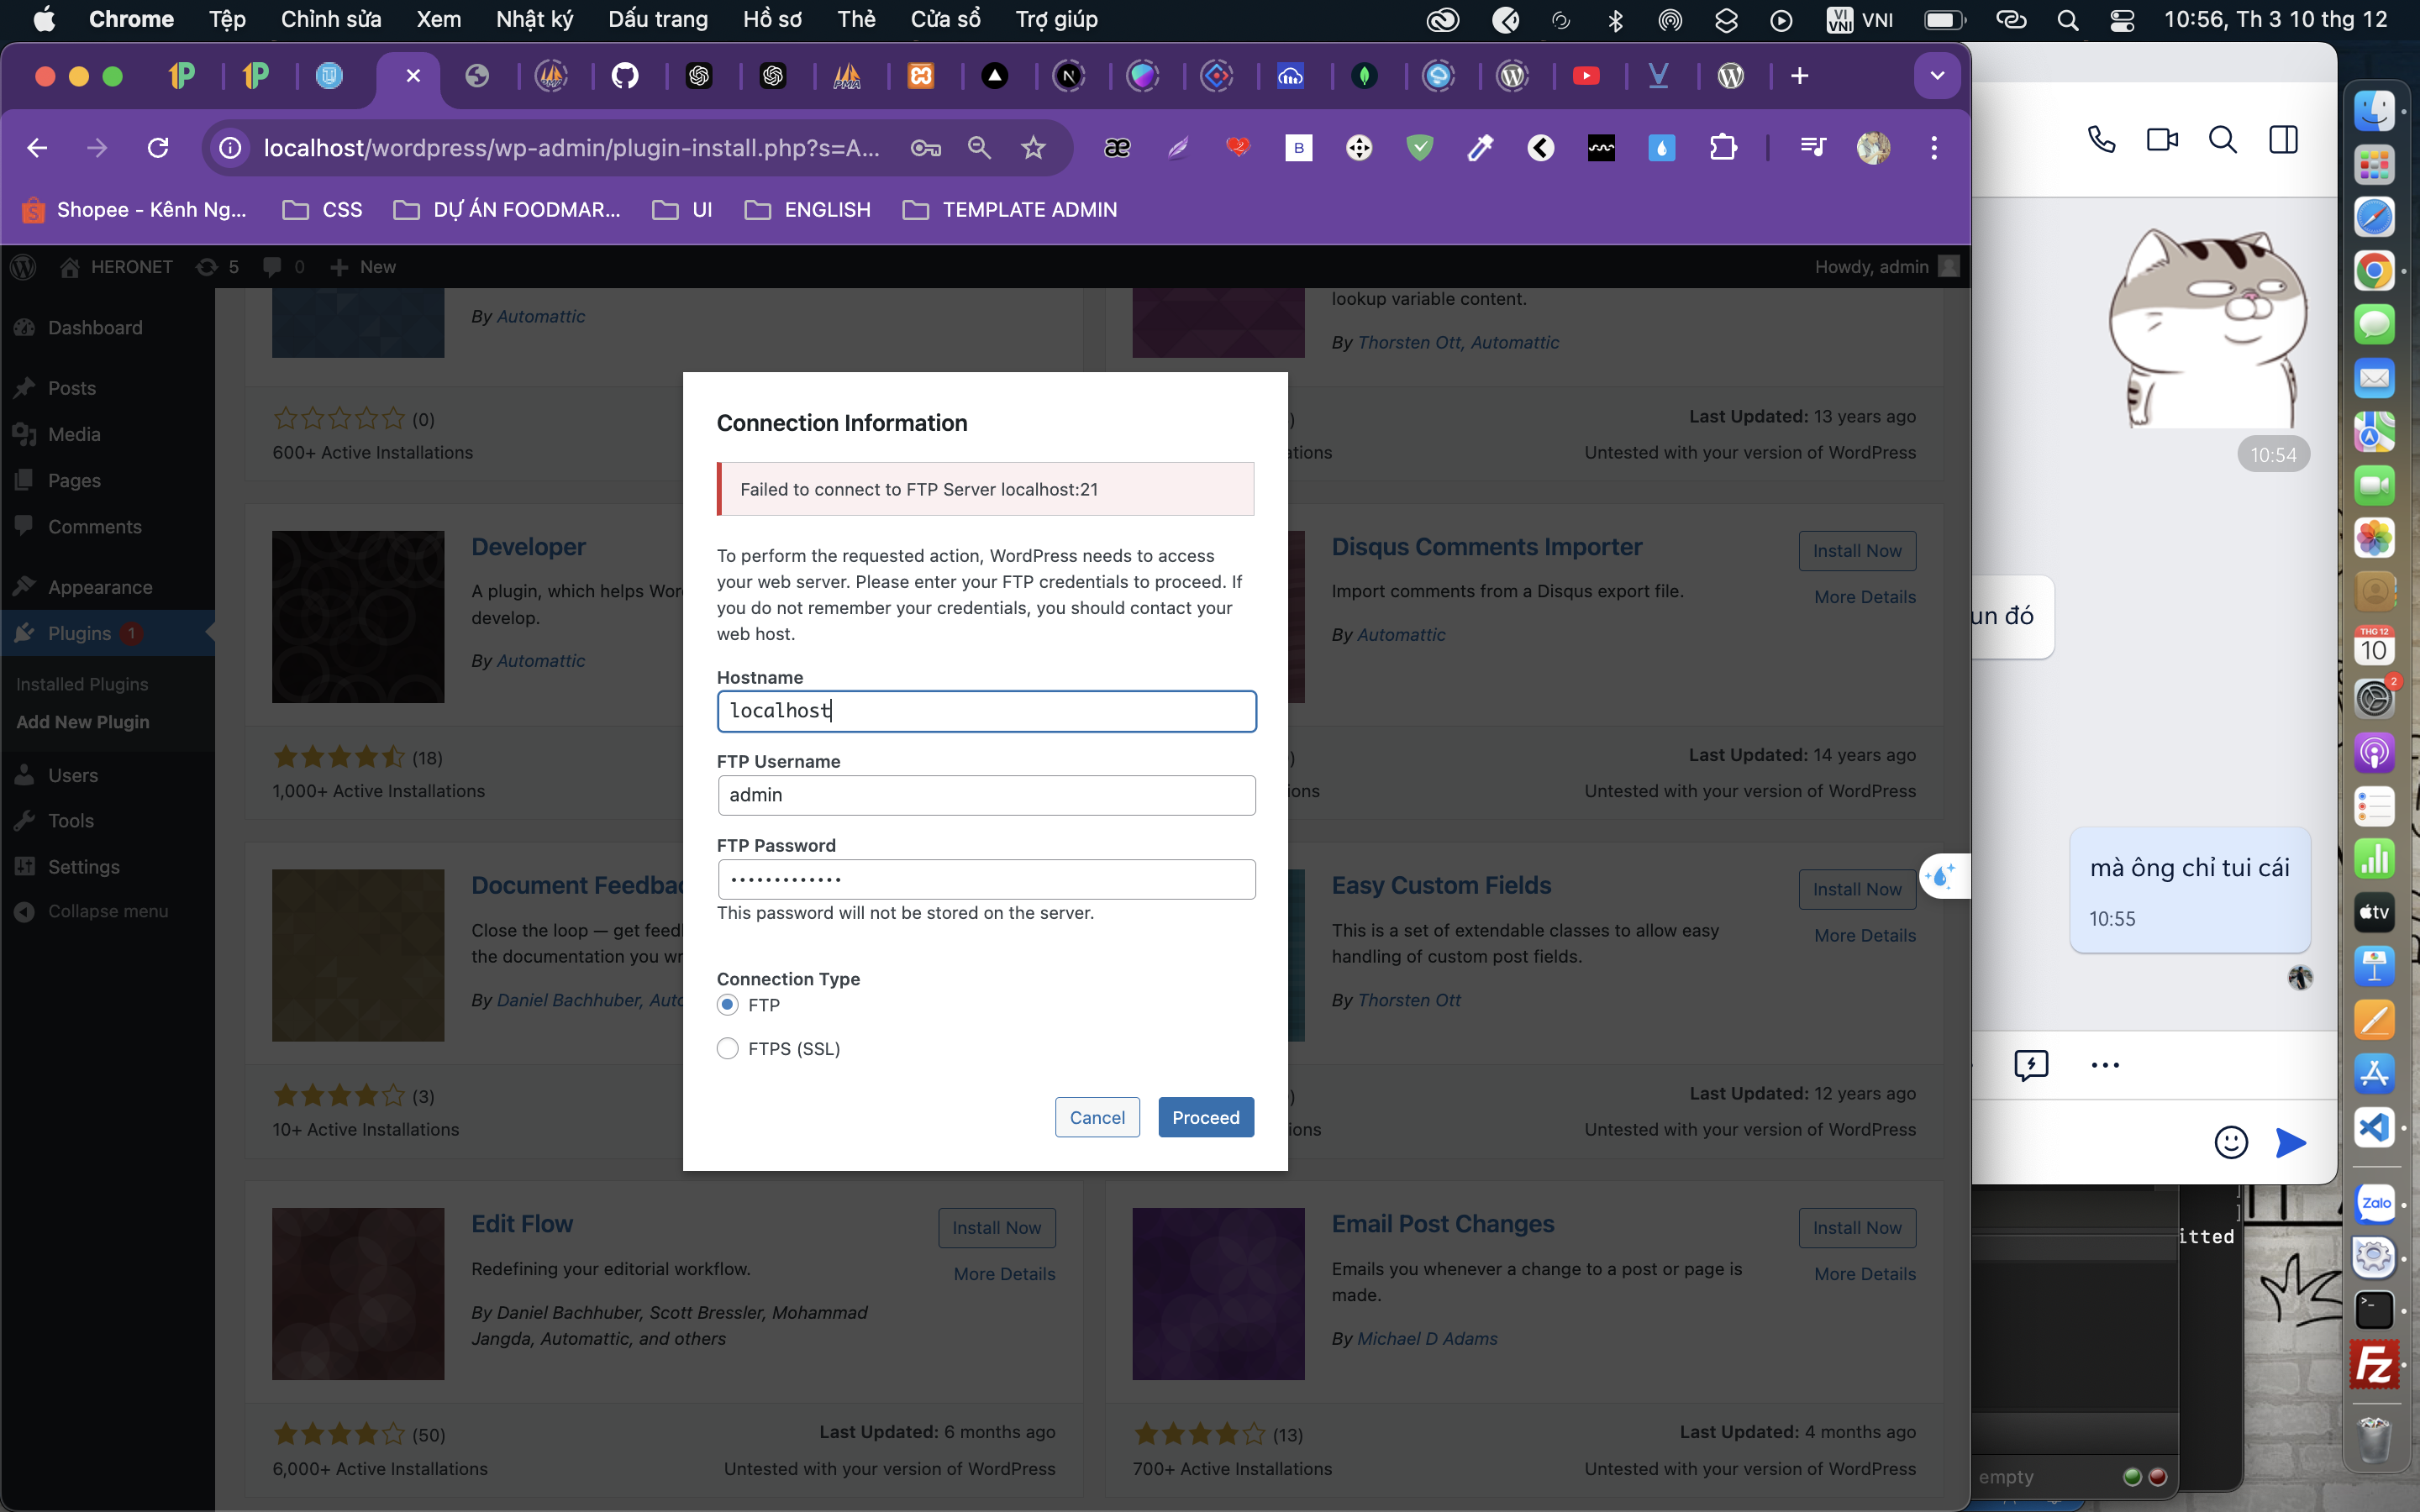 Chrome Tệp Chỉnh sửa Xem Nhật ký Dấu trang Hồ sơ Thẻ Cửa sổ Trợ giúp
VI VNI VNI 10:56, Th 3 10 thg 12
localhost/wordpress/wp-admin/plugin-install.php?s=A...
Shopee - Kênh Ng... CSS DỰ ÁN FOODMAR... UI ENGLISH TEMPLATE ADMIN
HERONET 5 0 New Howdy, admin
Dashboard
Posts
Media
Pages
Comments
Appearance
Plugins 1
Installed Plugins
Add New Plugin
Users
Tools
Settings
Collapse menu
By Automattic
(0)
600+ Active Installations
lookup variable content.
By Thorsten Ott, Automattic
Last Updated: 13 years ago
Untested with your version of WordPress
Developer
develop.
By Automattic
(18)
1,000+ Active Installations
Disqus Comments Importer
Install Now
Import comments from a Disqus export file.
More Details
By Automattic
Last Updated: 14 years ago
Untested with your version of WordPress
By Daniel Bachhuber,
(3)
10+ Active Installations
Easy Custom Fields
Install Now
This is a set of extendable classes to allow easy
handling of custom post fields.
More Details
By Thorsten Ott
Last Updated: 12 years ago
Untested with your version of WordPress
Edit Flow
Install Now
Redefining your editorial workflow.
More Details
By Daniel Bachhuber, Scott Bressler, Mohammad
Jangda, Automattic, and others
(50)
Last Updated: 6 months ago
6,000+ Active Installations
Untested with your version of WordPress
Email Post Changes
Install Now
Emails you whenever a change to a post or page is
made.
More Details
By Michael D Adams
(13)
Last Updated: 4 months ago
700+ Active Installations
Untested with your version of WordPress
Connection Information
Failed to connect to FTP Server localhost:21
To perform the requested action, WordPress needs to access
your web server. Please enter your FTP credentials to proceed. If
you do not remember your credentials, you should contact your
web host.
Hostname
localhost
FTP Username
admin
FTP Password
•••••••••••••
This password will not be stored on the server.
Connection Type
FTP
FTPS (SSL)
Cancel
Proceed
10:54
un đó
mà ông chỉ tui cái
10:55
itted
empty
THG 12
10
2
tv
Zalo
Fz